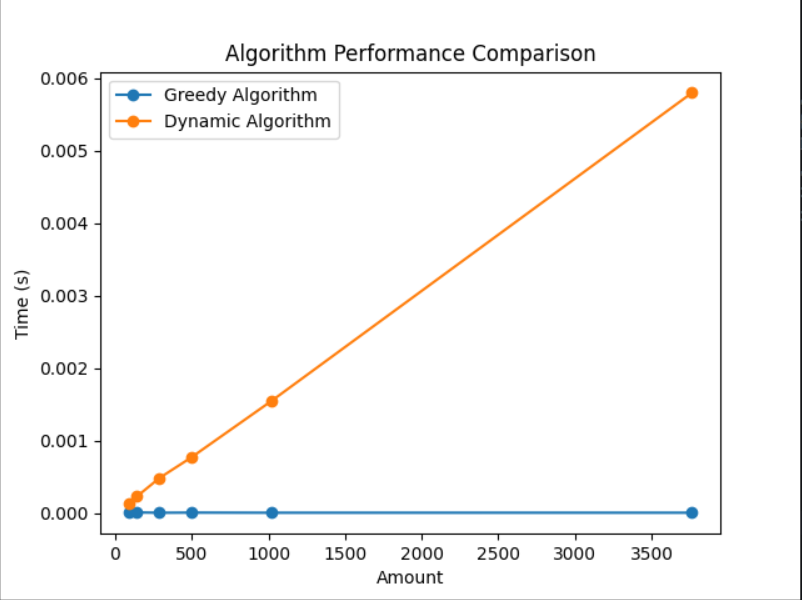 Algorithm Performance Comparison
Greedy Algorithm
Dynamic Algorithm
0.006
0.005
0.004
0.003
0.002
0.001
0.000
Time (s)
0 500 1000 1500 2000 2500 3000 3500
Amount